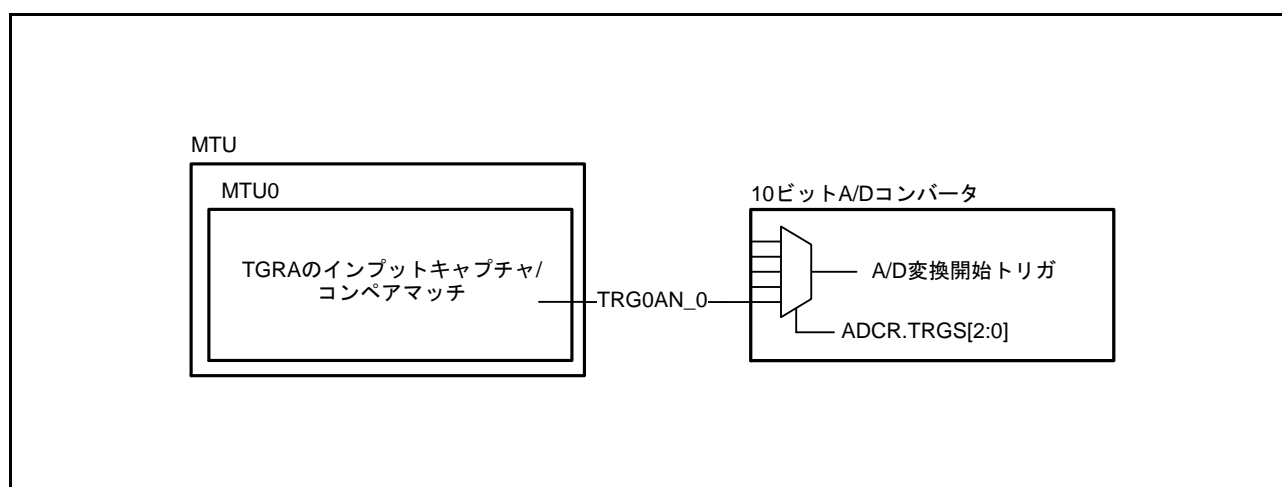 MTU
MTU0
TGRAのインプットキャプチャ/
コンペアマッチ
TRG0AN_0
10ビットA/Dコンバータ
A/D変換開始トリガ
ADCR.TRGS[2:0]